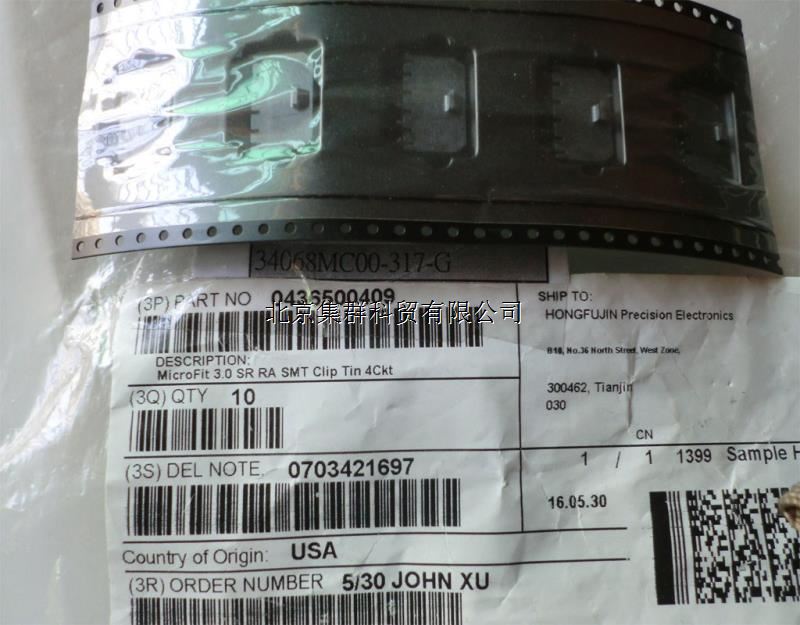 34068MC00-317-G
(3P) PART NO 0436500409
北京集群科贸有限公司
DESCRIPTION:
MicroFit 3.0 SR RA SMT Clip Tin 4Ckt
(3Q) QTY 10
(3S) DEL NOTE. 0703421697
Country of Origin: USA
(3R) ORDER NUMBER 5/30 JOHN XU
SHIP TO:
HONGFUJIN Precision Electronics
B18, No.36 North Street, West Zone,
300462, Tianjin
030
CN
1 / 1 1399 Sample H
16.05.30